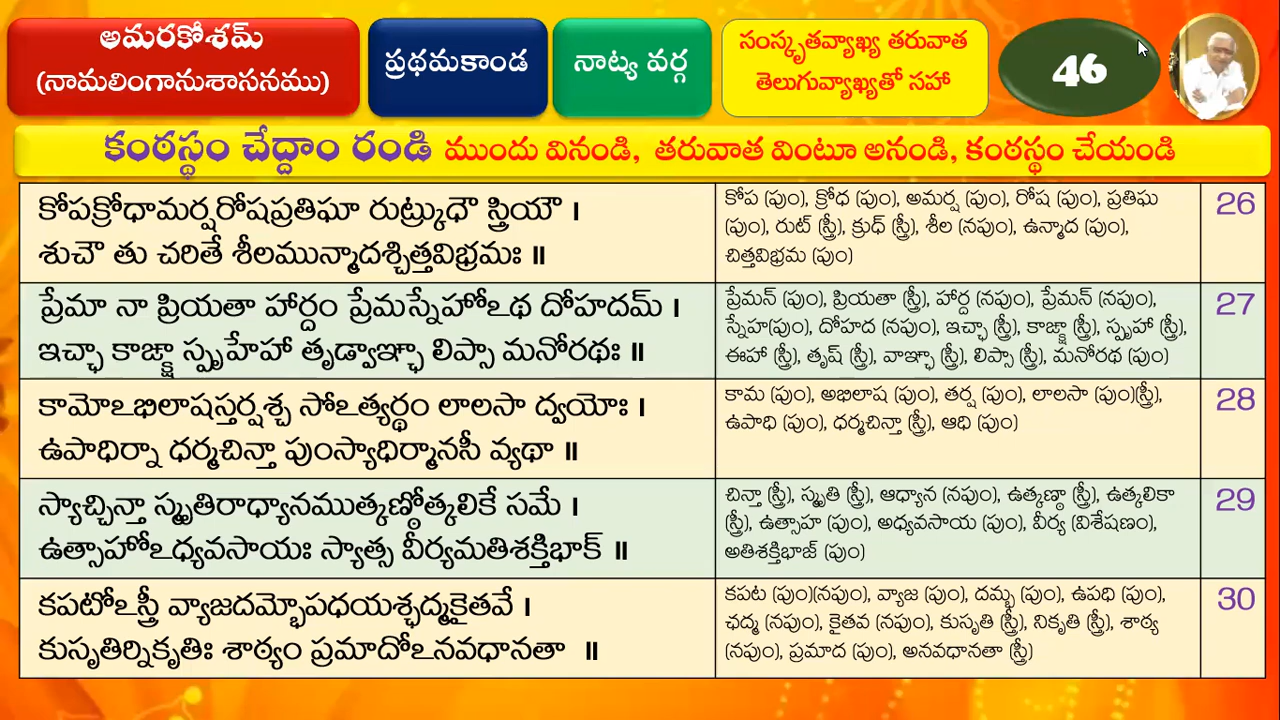 అమరకోశమ్
(నామలింగానుశాసనము)
ప్రథమకాండ
నాట్య వర్గ
సంస్కృతవ్యాఖ్య తరువాత
తెలుగువ్యాఖ్యతో సహా
46
కంఠస్థం చేద్దాం రండి ముందు వినండి, తరువాత వింటూ అనండి, కంఠస్థం చేయండి
కోపక్రోధామర్షరోషప్రతిఘా రుట్క్రుధౌ స్త్రియౌ ।
శుచౌ తు చరితే శీలమున్మాదశ్చిత్తవిభ్రమః ॥
కోప (పుం), క్రోధ (పుం), అమర్ష (పుం), రోష (పుం), ప్రతిఘ
(పుం), రుట్ (స్త్రీ), క్రుధ్ (స్త్రీ), శీల (నపుం), ఉన్మాద (పుం),
చిత్తవిభ్రమ (పుం)
26
ప్రేమా నా ప్రియతా హార్దం ప్రేమస్నేహోఽథ దోహదమ్ ।
ఇచ్ఛా కాఙ్క్షా స్పృహేహా తృడ్వాఞ్ఛా లిప్సా మనోరథః ॥
ప్రేమన్ (పుం), ప్రియతా (స్త్రీ), హార్ద (నపుం), ప్రేమన్ (నపుం),
స్నేహ(పుం), దోహద (నపుం), ఇచ్ఛా (స్త్రీ), కాఙ్క్షా (స్త్రీ), స్పృహా (స్త్రీ),
ఈహా (స్త్రీ), తృష్ (స్త్రీ), వాఞ్ఛా (స్త్రీ), లిప్సా (స్త్రీ), మనోరథ (పుం)
27
కామోఽభిలాషస్తర్షశ్చ సోఽత్యర్థం లాలసా ద్వయోః ।
ఉపాధిర్నా ధర్మచిన్తా పుంస్యాధిర్మానసీ వ్యథా ॥
కామ (పుం), అభిలాష (పుం), తర్ష (పుం), లాలసా (పుం)(స్త్రీ),
ఉపాధి (పుం), ధర్మచిన్తా (స్త్రీ), ఆధి (పుం)
28
స్యాచ్చిన్తా స్మృతిరాధ్యానముత్కణ్ఠోత్కలికే సమే ।
ఉత్సాహోఽధ్యవసాయః స్యాత్స వీర్యమతిశక్తిభాక్ ॥
చిన్తా (స్త్రీ), స్మృతి (స్త్రీ), ఆధ్యాన (నపుం), ఉత్కణ్ఠా (స్త్రీ), ఉత్కలికా
(స్త్రీ), ఉత్సాహ (పుం), అధ్యవసాయ (పుం), వీర్య (విశేషణం),
అతిశక్తిభాజ్ (పుం)
29
కపటోఽస్త్రీ వ్యాజదమ్భోపధయశ్ఛద్మకైతవే ।
కుసృతిర్నికృతిః శాఠ్యం ప్రమాదోఽనవధానతా ॥
కపట (పుం)(నపుం), వ్యాజ (పుం), దమ్భ (పుం), ఉపధి (పుం),
ఛద్మ (నపుం), కైతవ (నపుం), కుసృతి (స్త్రీ), నికృతి (స్త్రీ), శాఠ్య
(నపుం), ప్రమాద (పుం), అనవధానతా (స్త్రీ)
30